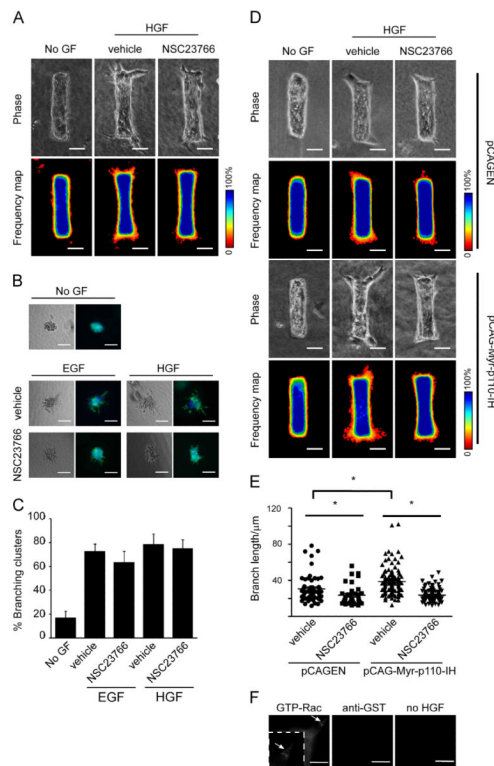 A
HGF
No GF
vehicle
NSC23766
Phase
Frequency map
100%
0
B
No GF
EGF
HGF
vehicle
NSC23766
C
% Branching clusters
100
80
60
40
20
0
No GF
vehicle
NSC23766
vehicle
NSC23766
EGF
HGF
D
HGF
No GF
vehicle
NSC23766
Phase
Frequency map
100%
0
pCAGEN
Phase
Frequency map
100%
0
pCAG-Myr-p110-IH
E
Branch length/µm
120
80
40
*
*
*
vehicle
NSC23766
vehicle
NSC23766
pCAGEN
pCAG-Myr-p110-IH
F
GTP-Rac
anti-GST
no HGF